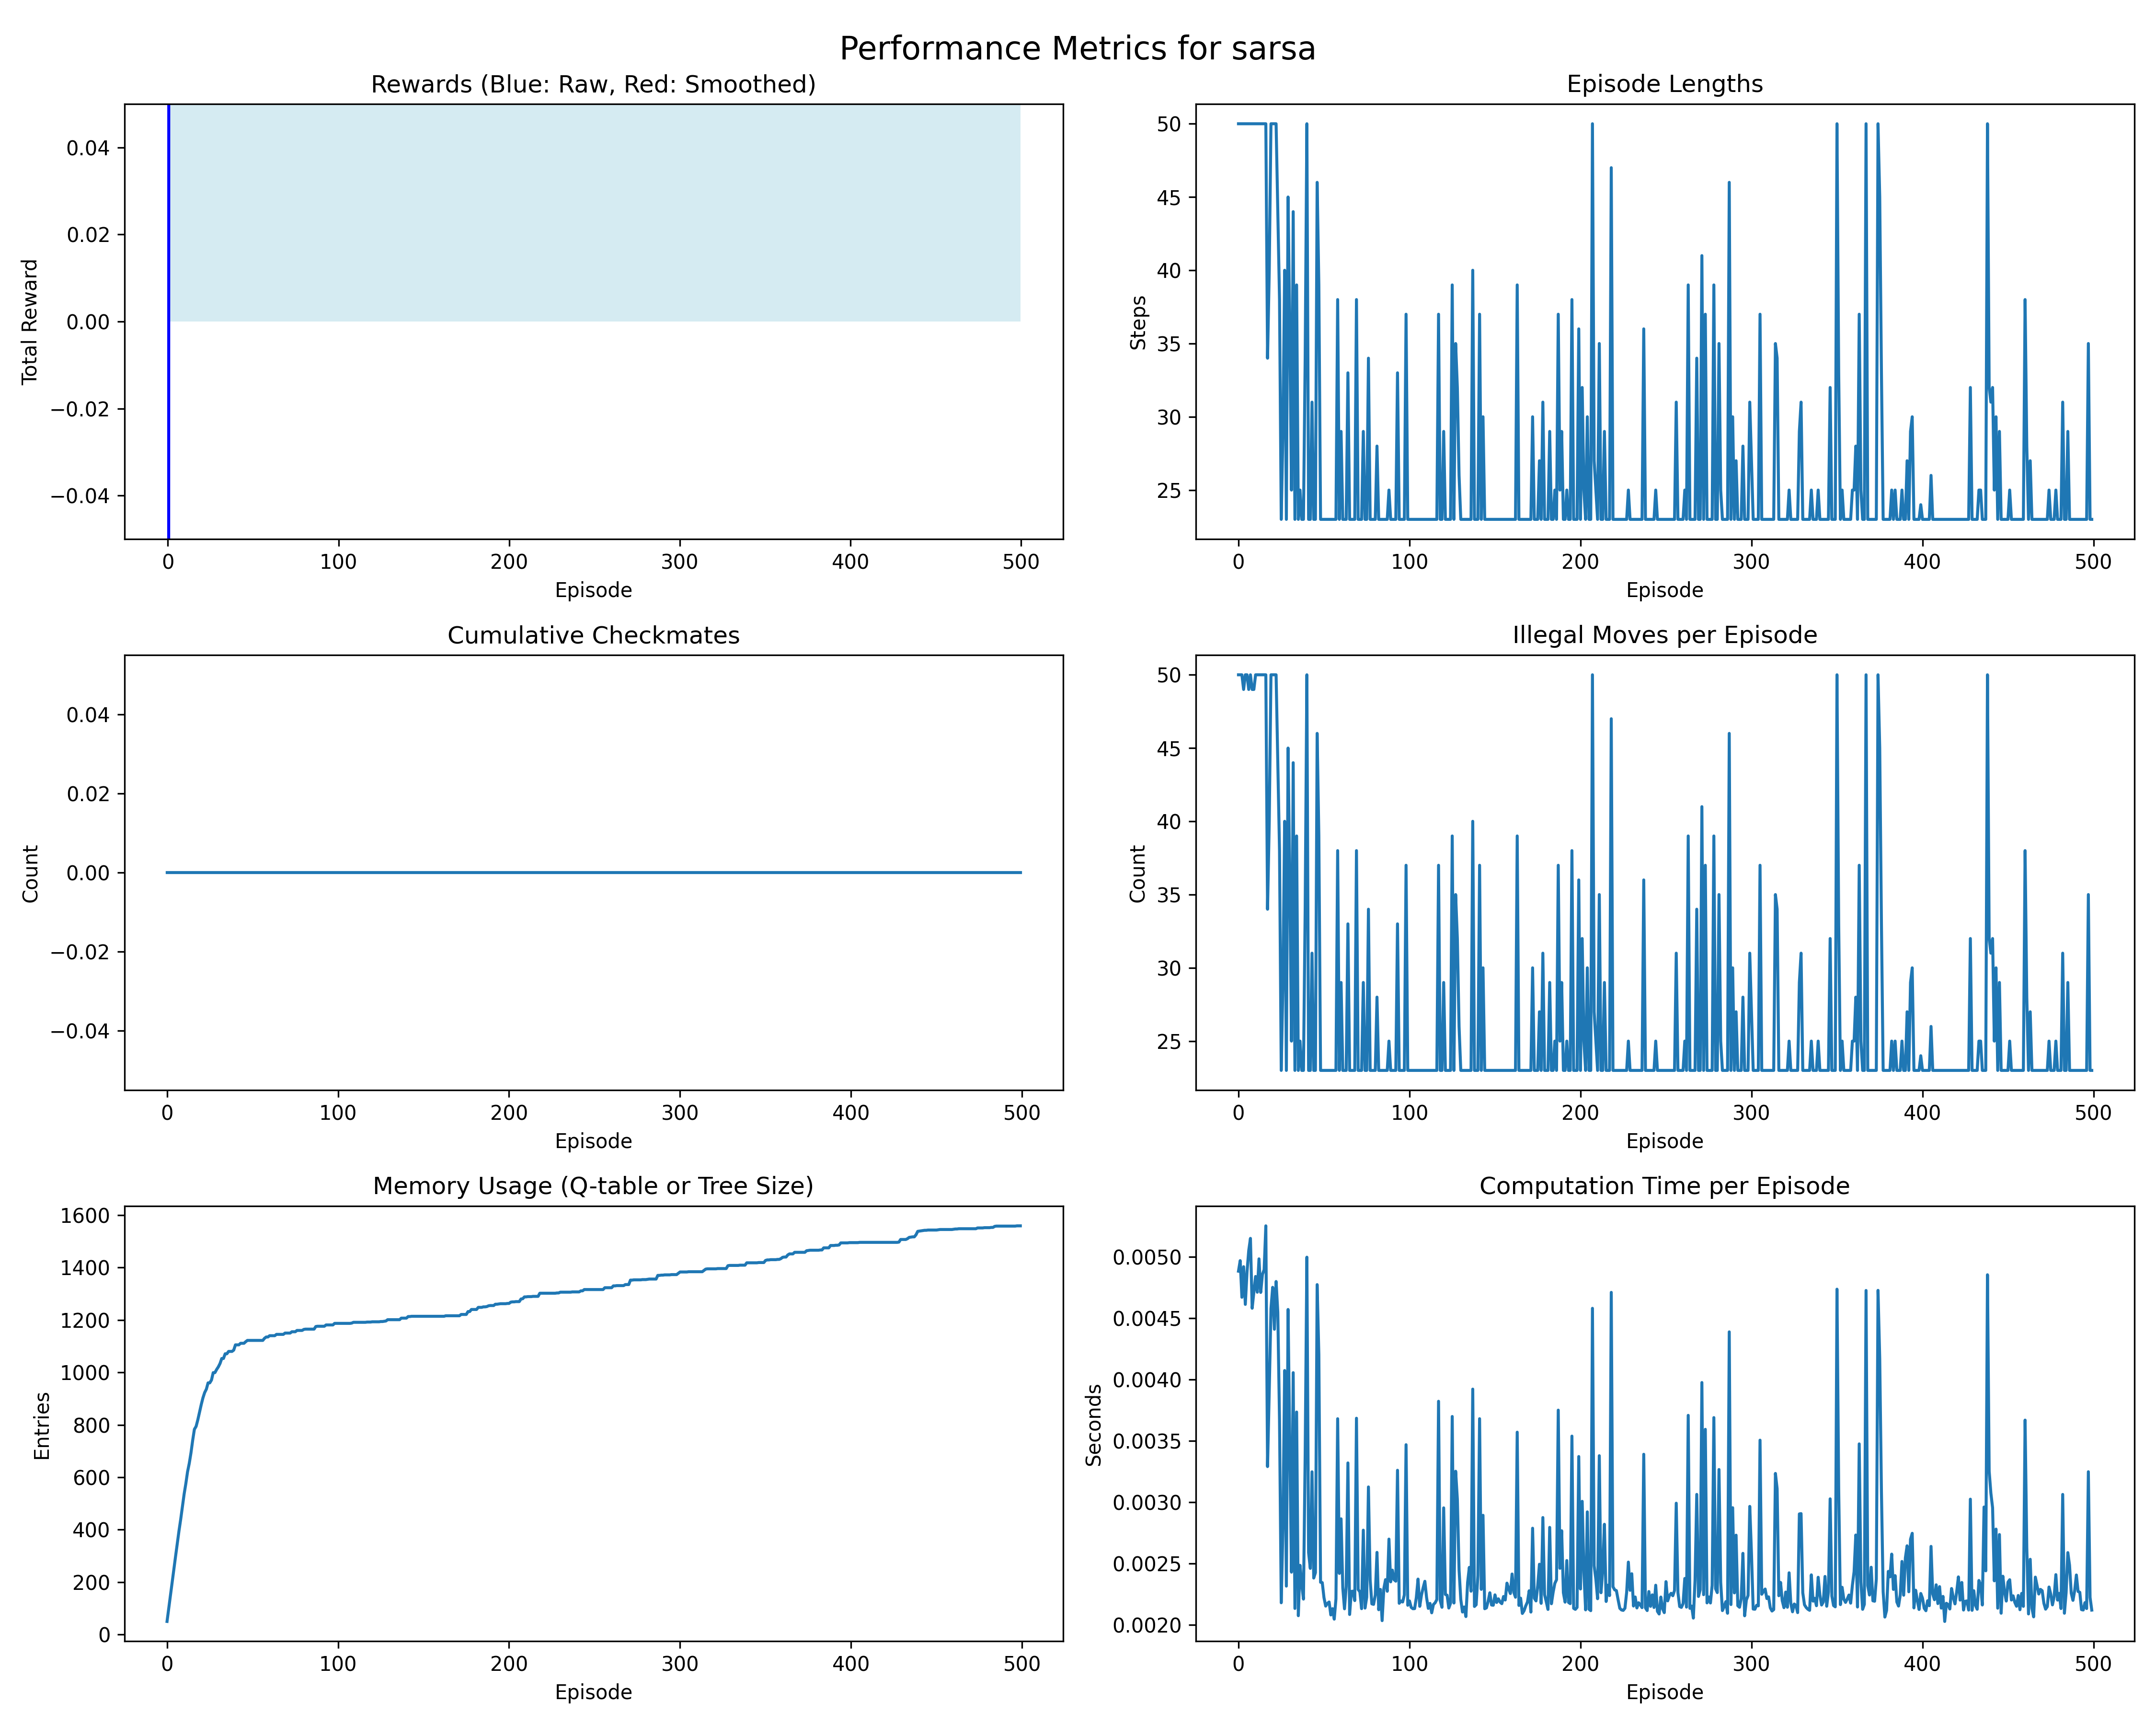 Performance Metrics for sarsa
Rewards (Blue: Raw, Red: Smoothed)
0.04
0.02
0.00
−0.02
−0.04
Total Reward
0 100 200 300 400 500
Episode
Episode Lengths
50
45
40
35
30
25
Steps
0 100 200 300 400 500
Episode
Cumulative Checkmates
0.04
0.02
0.00
−0.02
−0.04
Count
0 100 200 300 400 500
Episode
Illegal Moves per Episode
50
45
40
35
30
25
Count
0 100 200 300 400 500
Episode
Memory Usage (Q-table or Tree Size)
1600
1400
1200
1000
800
600
400
200
0
Entries
0 100 200 300 400 500
Episode
Computation Time per Episode
0.0050
0.0045
0.0040
0.0035
0.0030
0.0025
0.0020
Seconds
0 100 200 300 400 500
Episode